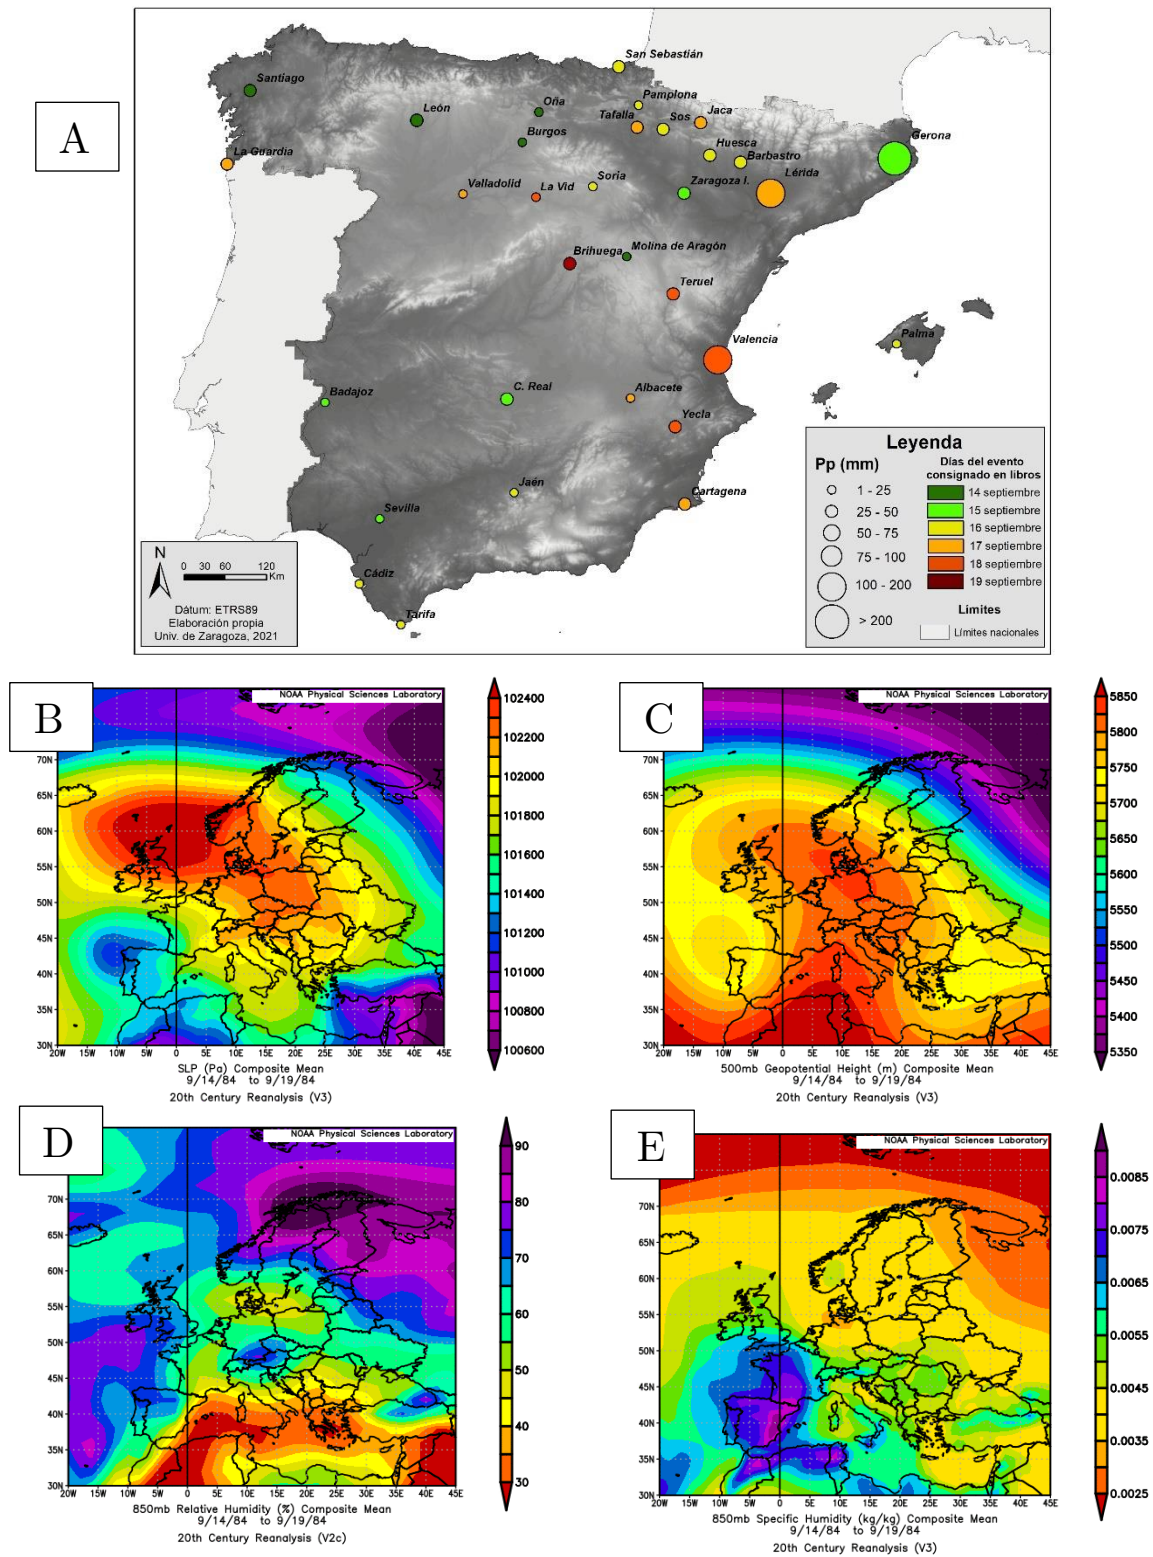 A
San Sebastián
Santiago
León
Oña
Burgos
Pamplona
Tafalla
Sos
Jaca
Gerona
La Guardia
Huesca
Barbastro
Valladolid
La Vid
Soria
Zaragoza I.
Lérida
Brihuega
Molina de Aragón
Teruel
Valencia
Palma
Badajoz
C. Real
Albacete
Yecla
Jaén
Cartagena
Sevilla
Cádiz
Tarifa
N
0 30 60 120
Km
Dátum: ETRS89
Elaboración propia
Univ. de Zaragoza, 2021
Leyenda
Pp (mm)
1 - 25
25 - 50
50 - 75
75 - 100
100 - 200
> 200
Días del evento
consignado en libros
14 septiembre
15 septiembre
16 septiembre
17 septiembre
18 septiembre
19 septiembre
Límites
Límites nacionales
B
NOAA Physical Sciences Laboratory
70N
65N
60N
55N
50N
45N
40N
35N
30N
20W 15W 10W 5W 0 5E 10E 15E 20E 25E 30E 35E 40E 45E
102400
102200
102000
101800
101600
101400
101200
101000
100800
100600
SLP (Pa) Composite Mean
9/14/84 to 9/19/84
20th Century Reanalysis (V3)
C
NOAA Physical Sciences Laboratory
70N
65N
60N
55N
50N
45N
40N
35N
30N
20W 15W 10W 5W 0 5E 10E 15E 20E 25E 30E 35E 40E 45E
5850
5800
5750
5700
5650
5600
5550
5500
5450
5400
5350
500mb Geopotential Height (m) Composite Mean
9/14/84 to 9/19/84
20th Century Reanalysis (V3)
D
NOAA Physical Sciences Laboratory
70N
65N
60N
55N
50N
45N
40N
35N
30N
20W 15W 10W 5W 0 5E 10E 15E 20E 25E 30E 35E 40E 45E
90
80
70
60
50
40
30
850mb Relative Humidity (%) Composite Mean
9/14/84 to 9/19/84
20th Century Reanalysis (V2c)
E
NOAA Physical Sciences Laboratory
70N
65N
60N
55N
50N
45N
40N
35N
30N
20W 15W 10W 5W 0 5E 10E 15E 20E 25E 30E 35E 40E 45E
0.0085
0.0075
0.0065
0.0055
0.0045
0.0035
0.0025
850mb Specific Humidity (kg/kg) Composite Mean
9/14/84 to 9/19/84
20th Century Reanalysis (V3)